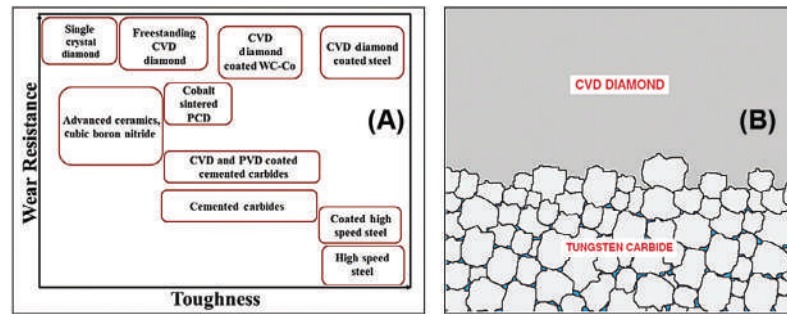 Single
crystal
diamond
Freestanding
CVD
diamond
CVD
diamond
coated WC-Co
CVD diamond
coated steel
Cobalt
sintered
PCD
Advanced ceramics,
cubic boron nitride
(A)
CVD and PVD coated
cemented carbides
Cemented carbides
Coated high
speed steel
High speed
steel
Wear Resistance
Toughness
CVD DIAMOND
(B)
TUNGSTEN CARBIDE